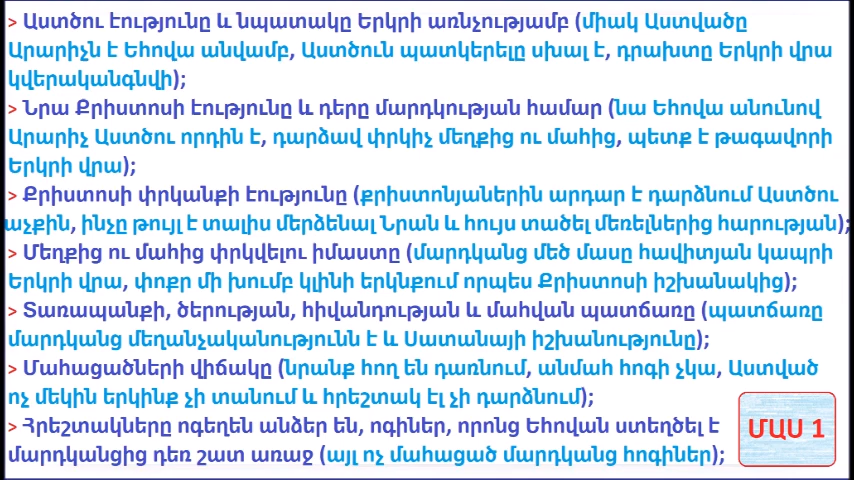 > Աստծու էությունը և նպատակը Երկրի առնչությամբ (միակ Աստվածը
Արարիչն է Եհովա անվամբ, Աստծուն պատկերելը սխալ է, դրախտը Երկրի վրա
կվերականգնվի);
> Նրա Քրիստոսի էությունը և դերը մարդկության համար (նա Եհովա անունով
Արարիչ Աստծու որդին է, դարձավ փրկիչ մեղքից ու մահից, պետք է թագավորի
Երկրի վրա);
> Քրիստոսի փրկանքի էությունը (քրիստոնյաներին արդար է դարձնում Աստծու
աչքին, ինչը թույլ է տալիս մերձենալ Նրան և հույս տածել մեռելներից հարության);
> Մեղքից ու մահից փրկվելու իմաստը (մարդկանց մեծ մասը հավիտյան կապրի
Երկրի վրա, փոքր մի խումբ կլինի երկնքում որպես Քրիստոսի իշխանակից);
> Տառապանքի, ծերության, հիվանդության և մահվան պատճառը (պատճառը
մարդկանց մեղանչականությունն է և Սատանայի իշխանությունը);
> Մահացածների վիճակը (նրանք հող են դառնում, անմահ հոգի չկա, Աստված
ոչ մեկին երկինք չի տանում և հրեշտակ էլ չի դարձնում);
> Հրեշտակները ոգեղեն անձեր են, ոգիներ, որոնց Եհովան ստեղծել է
մարդկանցից դեռ շատ առաջ (այլ ոչ մահացած մարդկանց հոգիներ);
ՄԱՍ 1